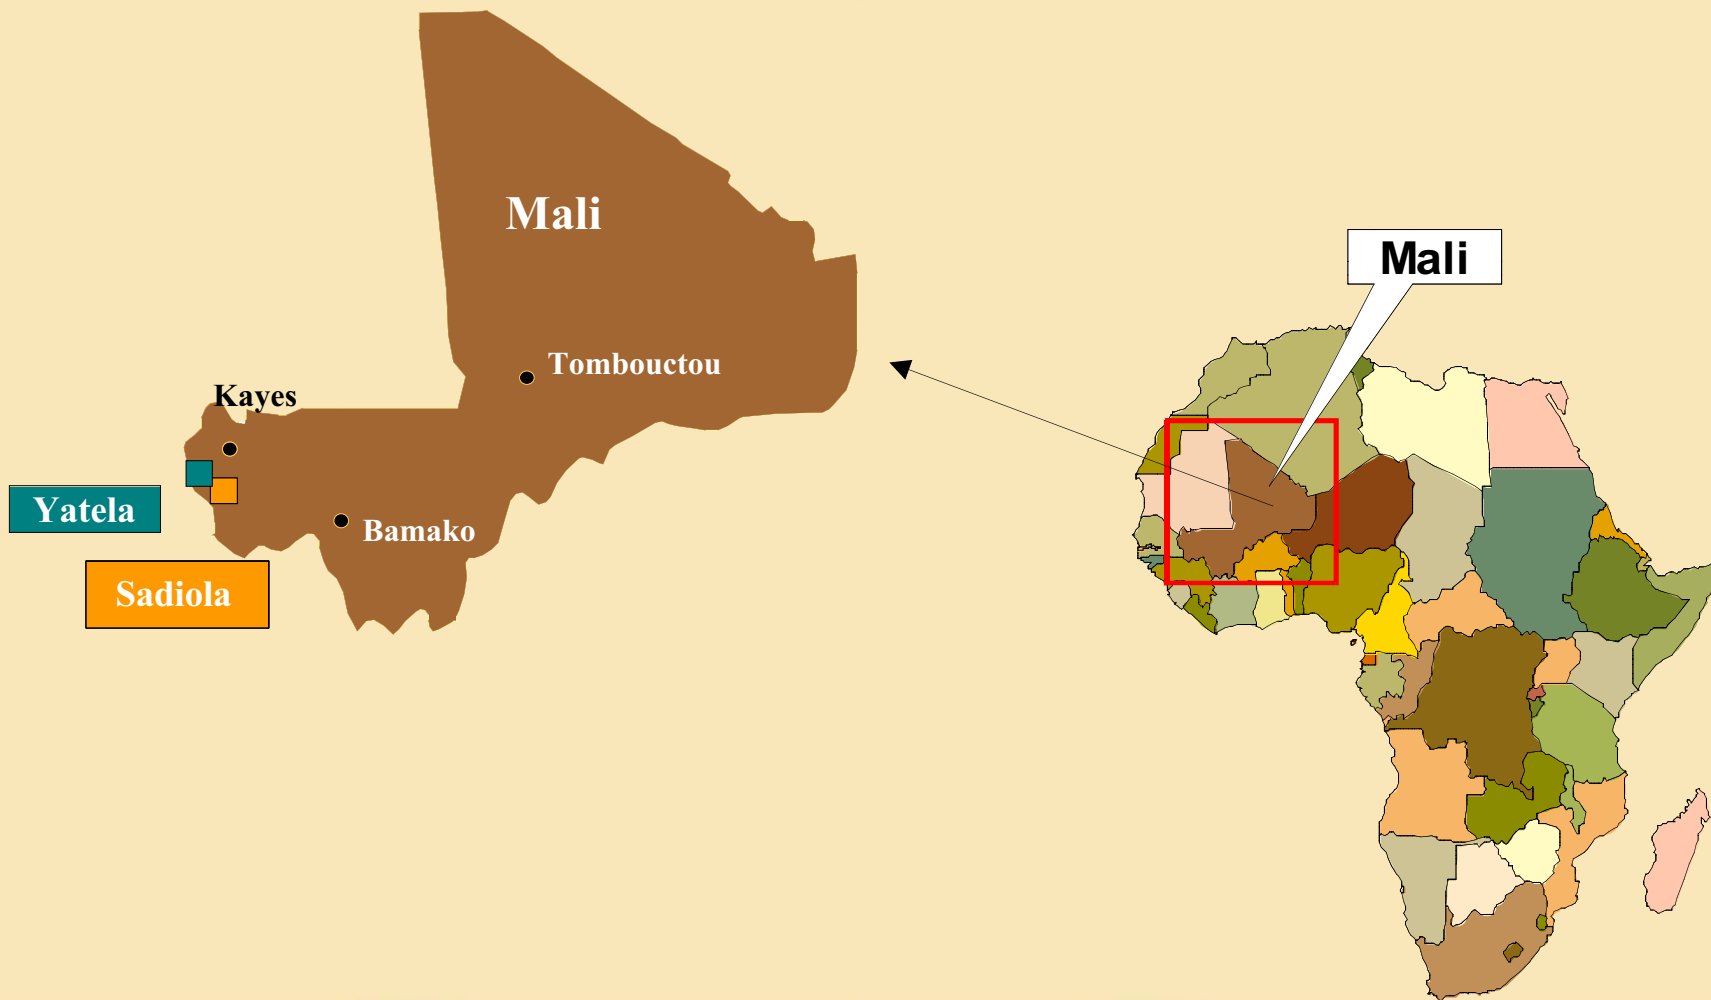 Mali
Mali
Tombouctou
Kayes
Yatela
Bamako
Sadiola